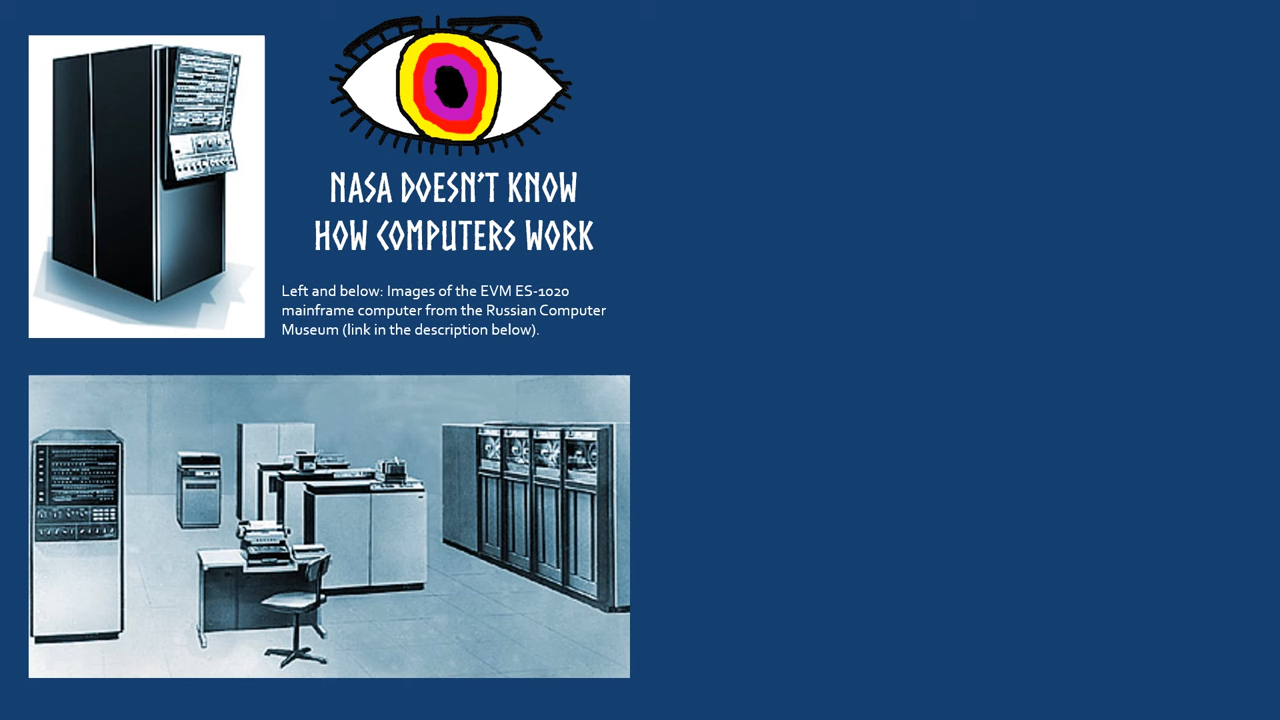 NASA DOESN'T KNOW
HOW COMPUTERS WORK
Left and below: Images of the EVM ES-1020
mainframe computer from the Russian Computer
Museum (link in the description below).